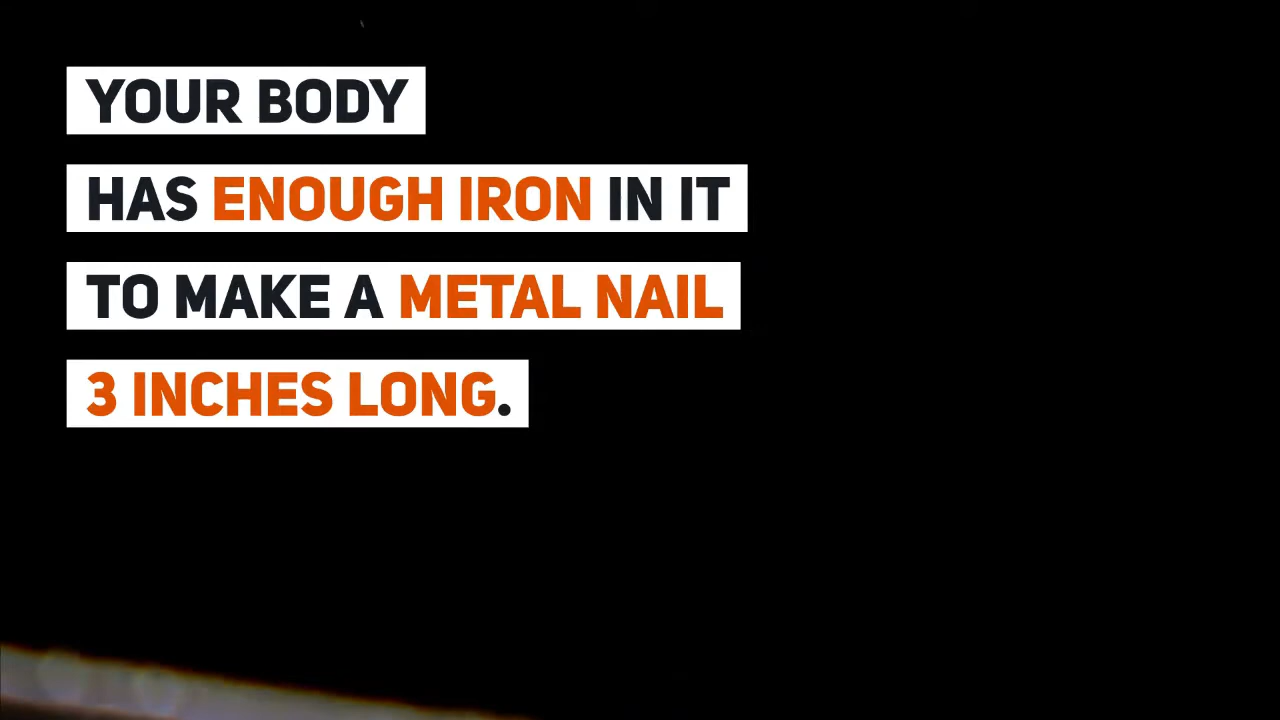 YOUR BODY
HAS ENOUGH IRON IN IT
TO MAKE A METAL NAIL
3 INCHES LONG.